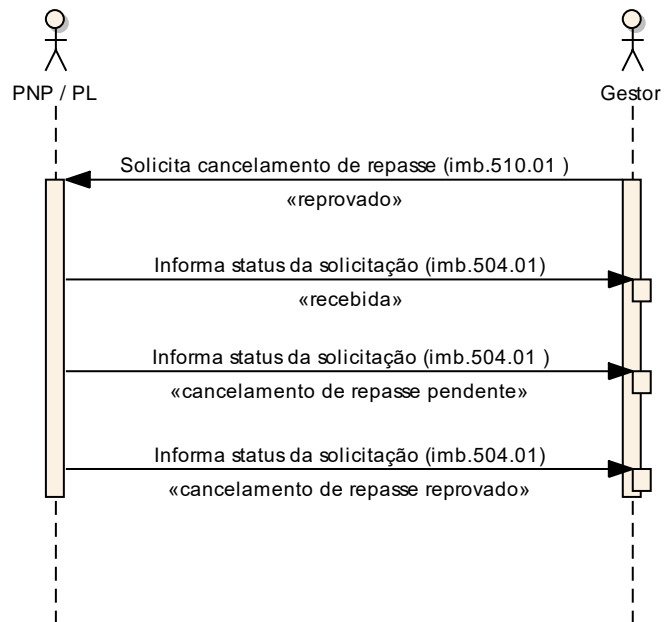 PNP / PL
Gestor
Solicita cancelamento de repasse (imb.510.01 )
«reprovado»
Informa status da solicitação (imb.504.01)
«recebida»
Informa status da solicitação (imb.504.01 )
«cancelamento de repasse pendente»
Informa status da solicitação (imb.504.01)
«cancelamento de repasse reprovado»